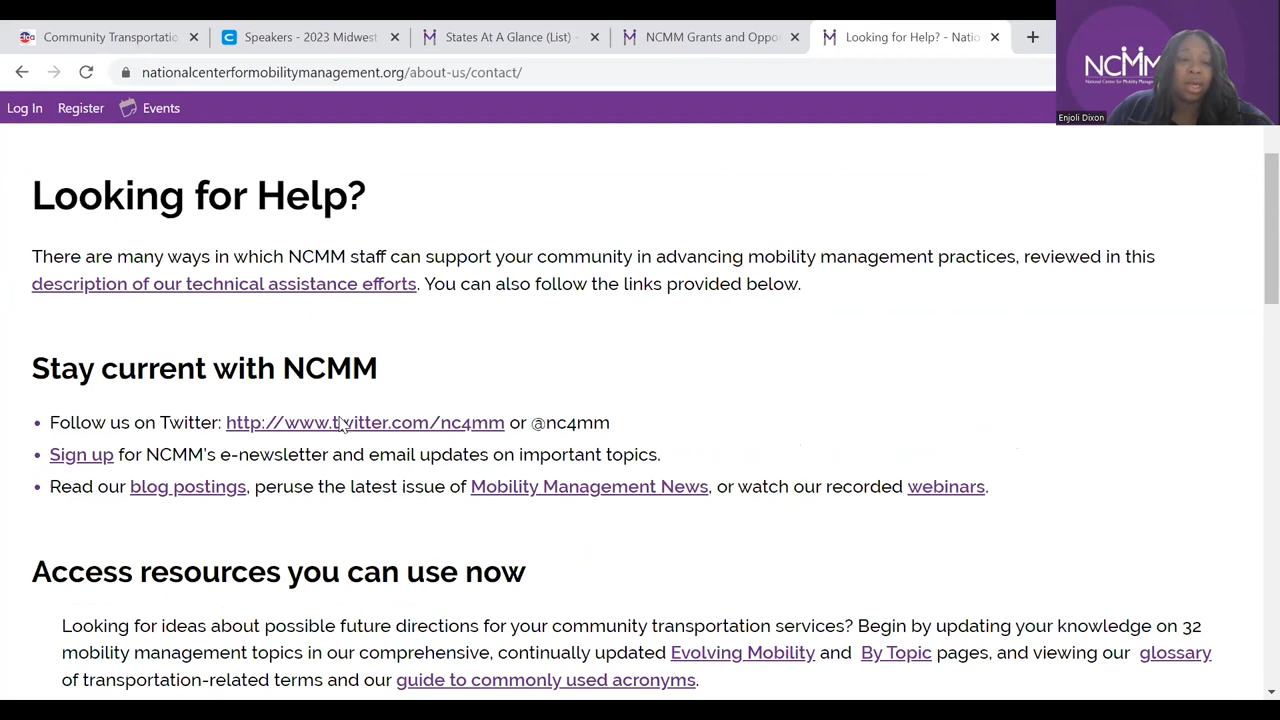 Community Transportation
Speakers - 2023 Midwest
States At A Glance (List) -
NCMM Grants and Oppo
Looking for Help? - Natio
nationalcenterformobilitymanagement.org/about-us/contact/
NCMM
Enjoli Dixon
Log In Register Events
Looking for Help?
There are many ways in which NCMM staff can support your community in advancing mobility management practices, reviewed in this
description of our technical assistance efforts. You can also follow the links provided below.
Stay current with NCMM
• Follow us on Twitter: http://www.twitter.com/nc4mm or @nc4mm
• Sign up for NCMM's e-newsletter and email updates on important topics.
• Read our blog postings, peruse the latest issue of Mobility Management News, or watch our recorded webinars.
Access resources you can use now
Looking for ideas about possible future directions for your community transportation services? Begin by updating your knowledge on 32
mobility management topics in our comprehensive, continually updated Evolving Mobility and By Topic pages, and viewing our glossary
of transportation-related terms and our guide to commonly used acronyms.